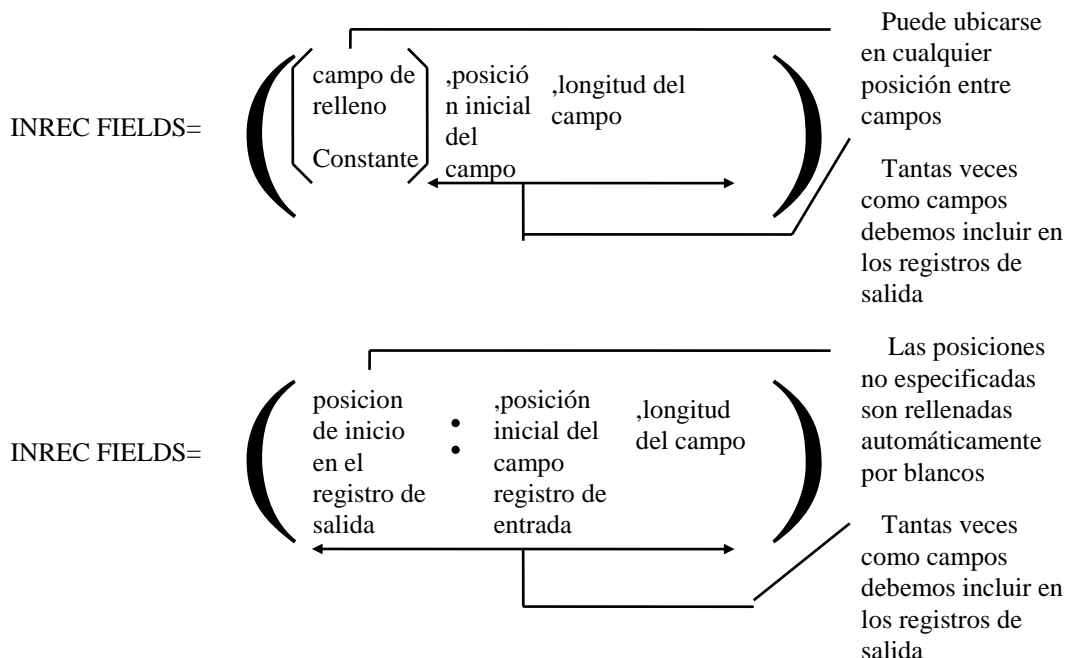 INREC FIELDS=
campo de
relleno
Constante
,posició
n inicial
del
campo
,longitud del
campo
Puede ubicarse
en cualquier
posición entre
campos
Tantas veces
como campos
debemos incluir en
los registros de
salida
INREC FIELDS=
posicion
de inicio
en el
registro de
salida
:
,posición
inicial del
campo
registro de
entrada
,longitud
del campo
Las posiciones
no especificadas
son rellenadas
automáticamente
por blancos
Tantas veces
como campos
debemos incluir en
los registros de
salida